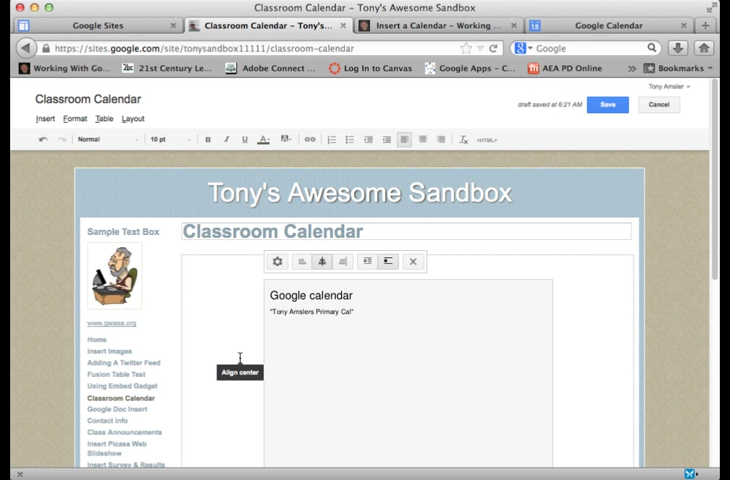 Classroom Calendar - Tony's Awesome Sandbox
Google Sites
Classroom Calendar - Tony's...
Insert a Calendar - Working ...
18
Google Calendar
https://sites.google.com/site/tonysandbox11111/classroom-calendar
Google
Working With Go...
21st Century Le...
Adobe Connect ...
Log In to Canvas
Google Apps - C...
AEA PD Online
Bookmarks
Tony Amsler
Classroom Calendar
draft saved at 6:21 AM
Save
Cancel
Insert Format Table Layout
Normal
10 pt
B I U A
<HTML>
Tony's Awesome Sandbox
Sample Text Box
Classroom Calendar
Google calendar
"Tony Amslers Primary Cal"
Align center
www.gwaea.org
Home
Insert Images
Adding A Twitter Feed
Fusion Table Test
Using Embed Gadget
Classroom Calendar
Google Doc Insert
Contact Info
Class Announcements
Insert Picasa Web
Slideshow
Insert Survey & Results